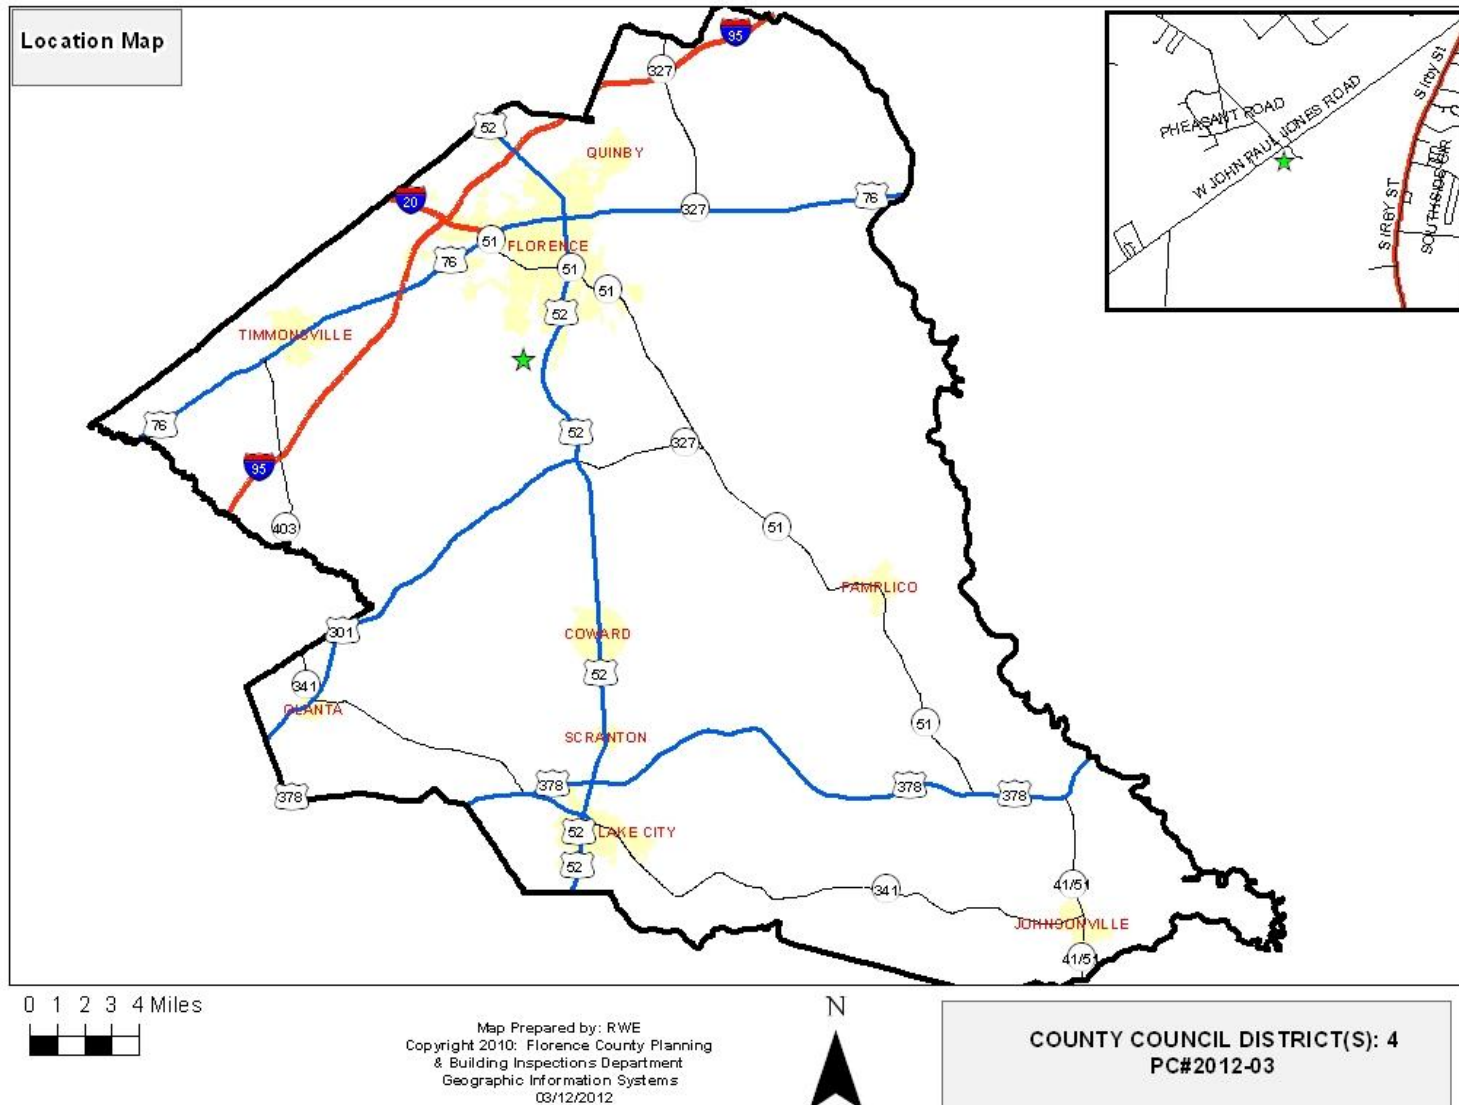 Location Map
95
327
52
QUINBY
20
76
327
51
FLORENCE
76
51
51
52
TIMMONSVILLE
76
52
327
95
403
51
PAMPLICO
301
COWARD
52
341
OLANTA
51
SCRANTON
378
378
378
378
52
LAKE CITY
52
341
41/51
JOHNSONVILLE
41/51
S Irby St
PHEASANT ROAD
W JOHN PAUL JONES ROAD
S IRBY ST
SOUTHSIDE CIR
0 1 2 3 4 Miles
Map Prepared by: RWE
Copyright 2010: Florence County Planning
& Building Inspections Department
Geographic Information Systems
03/12/2012
N
COUNTY COUNCIL DISTRICT(S): 4
PC#2012-03